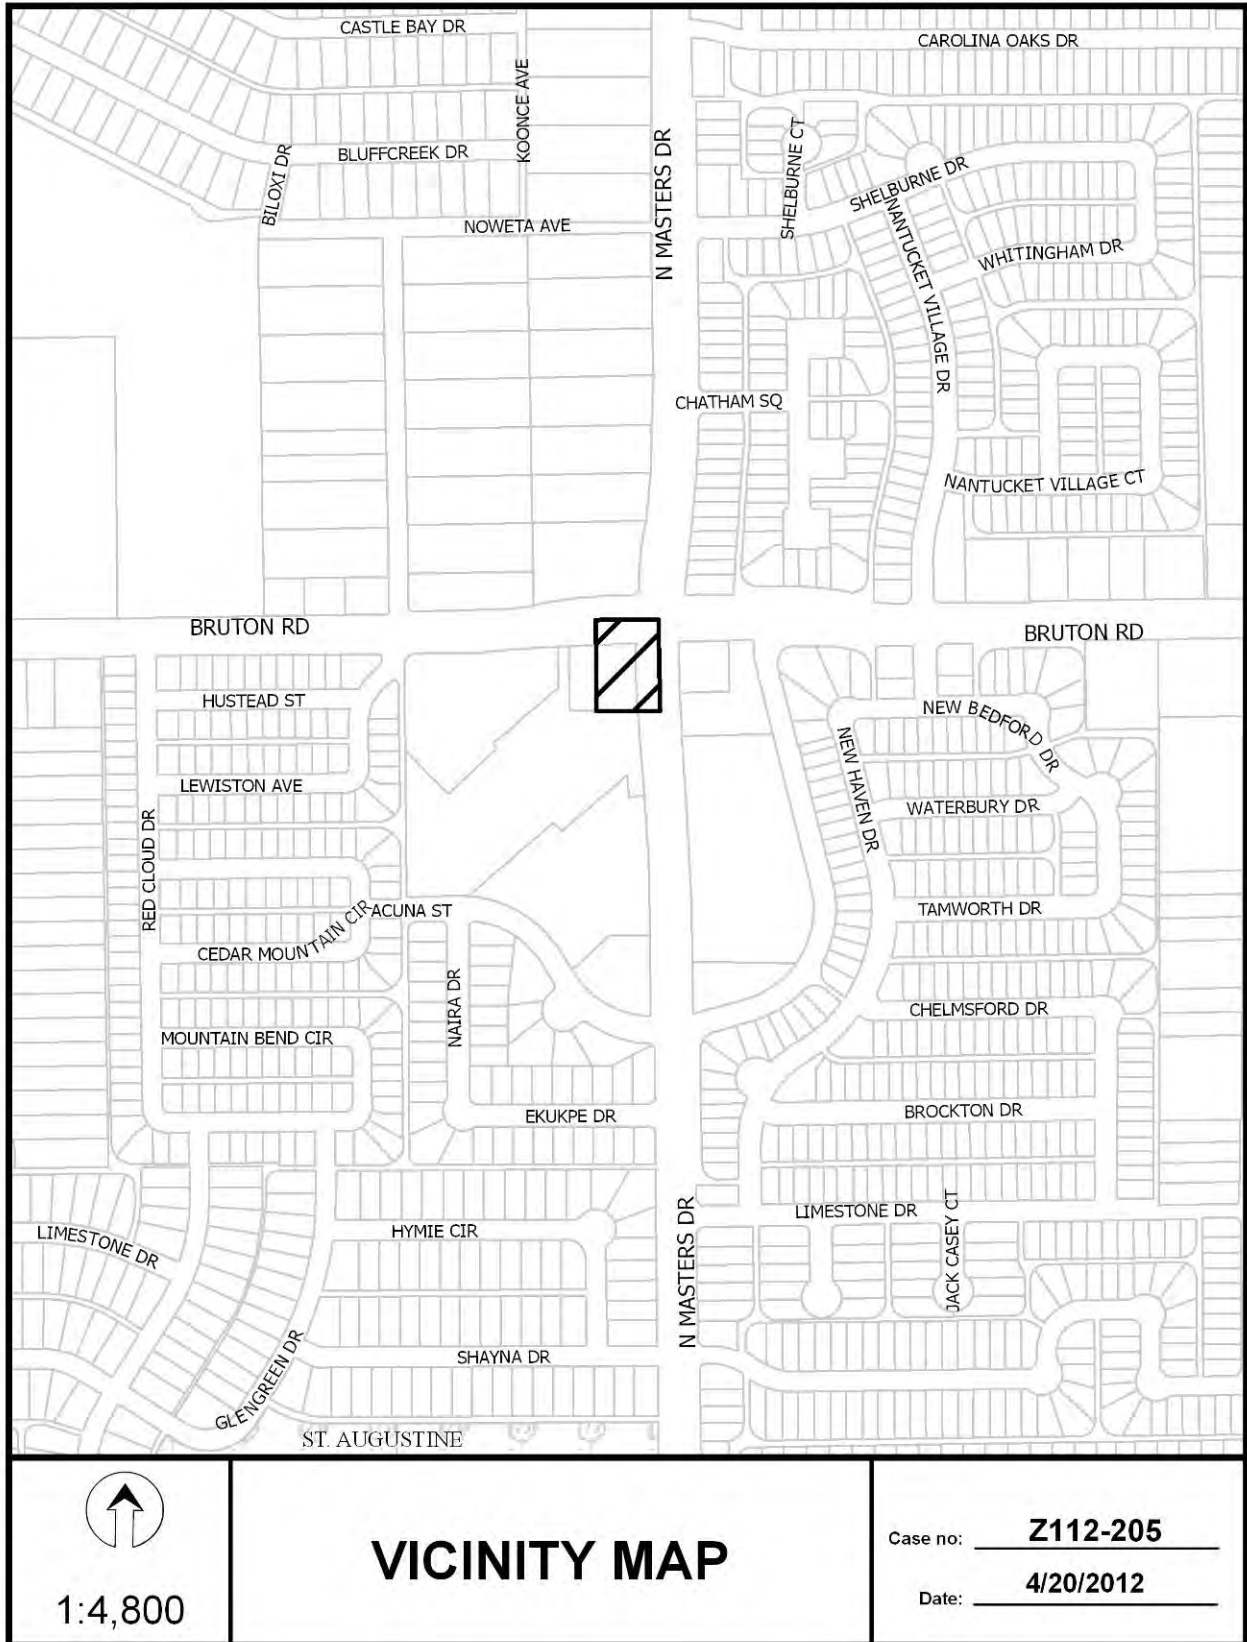 CASTLE BAY DR
CAROLINA OAKS DR
KOONCE AVE
BLUFFCREEK DR
BILOXI DR
N MASTERS DR
SHELBURNE CT
SHELBURNE DR
NOWETA AVE
NANTUCKET VILLAGE DR
WHITINGHAM DR
CHATHAM SQ
NANTUCKET VILLAGE CT
BRUTON RD
BRUTON RD
HUSTEAD ST
NEW BEDFORD DR
LEWISTON AVE
NEW HAVEN DR
WATERBURY DR
RED CLOUD DR
ACUNA ST
TAMWORTH DR
CEDAR MOUNTAIN CIR
NAIRA DR
CHELMSFORD DR
MOUNTAIN BEND CIR
EKUKPE DR
BROCKTON DR
LIMESTONE DR
HYMIE CIR
N MASTERS DR
LIMESTONE DR
JACK CASEY CT
SHAYNA DR
GLENGREEN DR
ST. AUGUSTINE
1:4,800
VICINITY MAP
Case no: Z112-205
Date: 4/20/2012